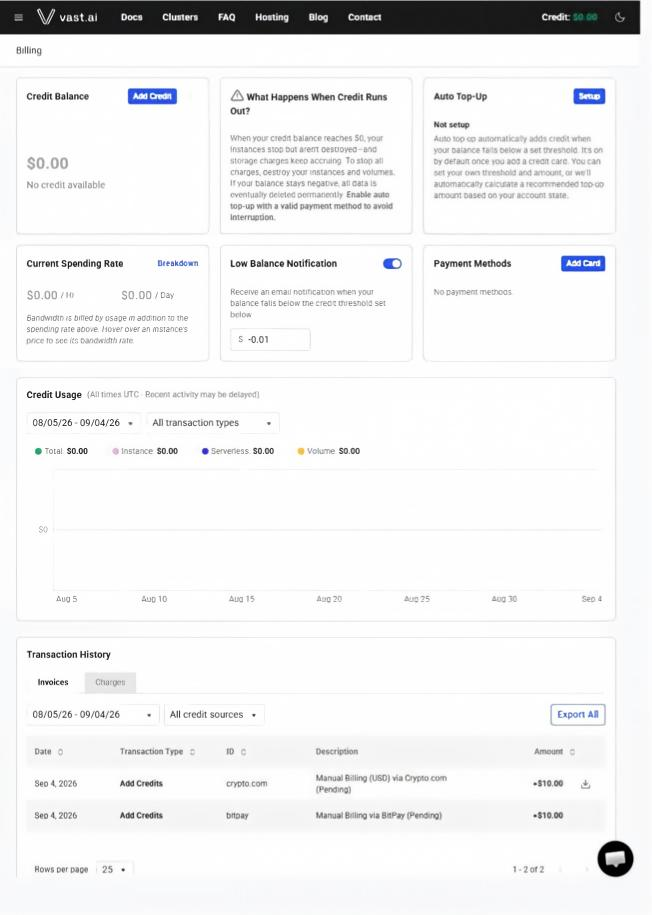 vast.ai Docs Clusters FAQ Hosting Blog Contact Credit: $0.00
Billing
Credit Balance Add Credit
$0.00
No credit available
What Happens When Credit Runs
Out?
When your credit balance reaches $0, your
instances stop but aren't destroyed—and
storage charges keep accruing. To stop all
charges, destroy your instances and volumes.
If your balance stays negative, all data is
eventually deleted permanently. Enable auto
top-up with a valid payment method to avoid
interruption.
Auto Top-Up Setup
Not setup
Auto top-op automatically adds credit when
your balance falls below a set threshold. It's on
by default once you add a credit card. You can
set your own threshold and amount, or we'll
automatically calculate a recommended top-op
amount based on your account state.
Current Spending Rate Breakdown
$0.00 / Hr $0.00 / Day
Bandwidth is billed by usage in addition to the
spending rate above. Hover over an instance's
price to see its bandwidth rate.
Low Balance Notification
Receive an email notification when your
balance falls below the credit threshold set
below
$ -0.01
Payment Methods Add Card
No payment methods.
Credit Usage (All times UTC · Recent activity may be delayed)
08/05/26 - 09/04/26 All transaction types
Total $0.00 Instance $0.00 Serverless $0.00 Volume $0.00
$0
Aug 5 Aug 10 Aug 15 Aug 20 Aug 25 Aug 30 Sep 4
Transaction History
Invoices Charges
08/05/26 - 09/04/26 All credit sources Export All
Date Transaction Type ID Description Amount
Sep 4, 2026 Add Credits crypto.com Manual Billing (USD) via Crypto.com
(Pending) +$10.00
Sep 4, 2026 Add Credits bitpay Manual Billing via BitPay (Pending) +$10.00
Rows per page 25 1 - 2 of 2